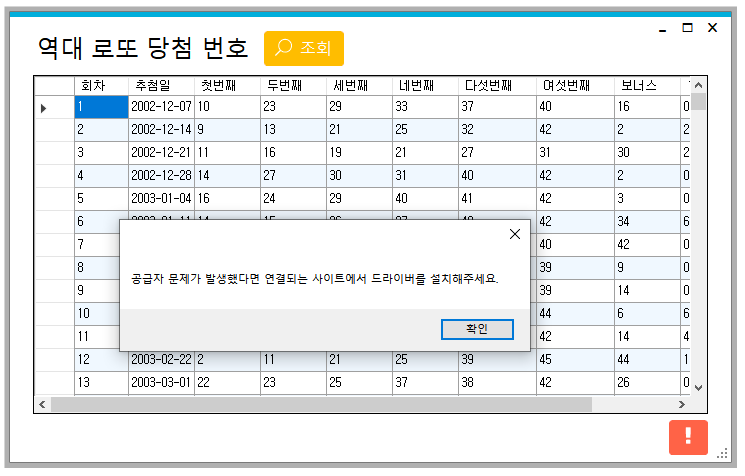 역대 로또 당첨 번호 조회
회차 추첨일 첫번째 두번째 세번째 네번째 다섯번째 여섯번째 보너스
1 2002-12-07 10 23 29 33 37 40 16 0
2 2002-12-14 9 13 21 25 32 42 2 2
3 2002-12-21 11 16 19 21 27 31 30 2
4 2002-12-28 14 27 30 31 40 42 2 0
5 2003-01-04 16 24 29 40 41 42 3 0
6 42 34 6
7 40 42 0
8 39 9 0
9 39 14 0
10 44 6 6
11 42 14 4
12 2003-02-22 2 11 21 25 39 45 44 1
13 2003-03-01 22 23 25 37 38 42 26 0
공급자 문제가 발생했다면 연결되는 사이트에서 드라이버를 설치해주세요.
확인
!